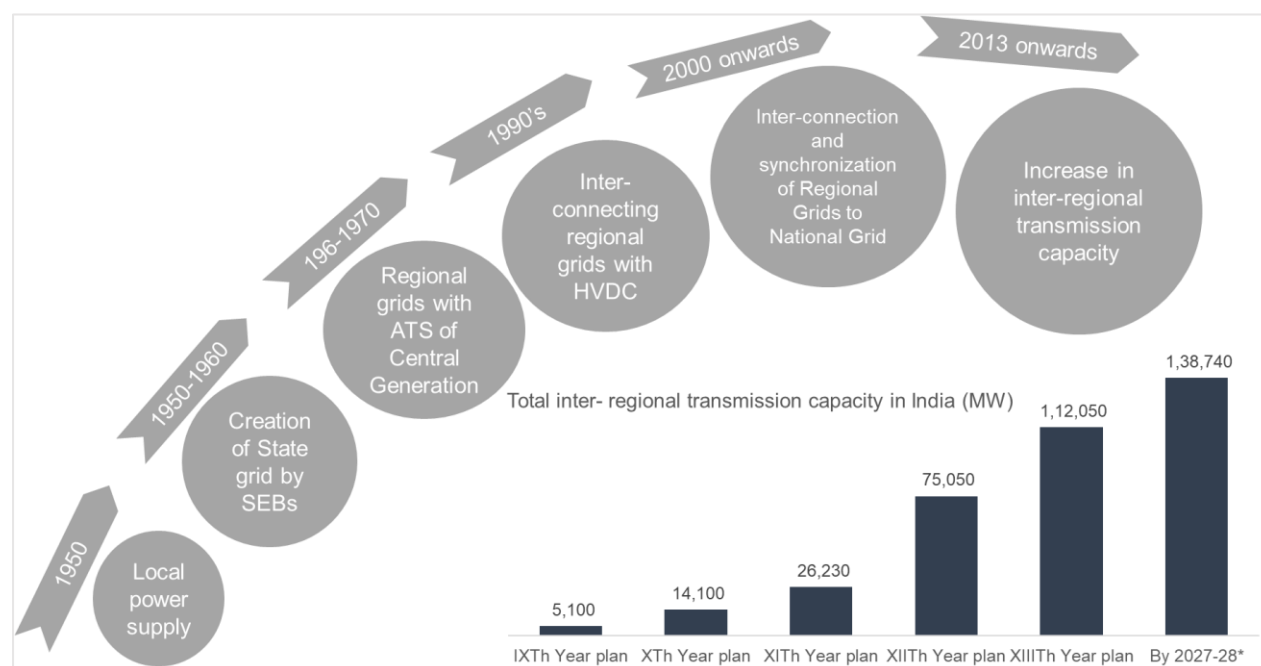 1950
Local
power
supply
1950-1960
Creation
of State
grid by
SEBs
196-1970
Regional
grids with
ATS of
Central
Generation
1990's
Inter-
connecting
regional
grids with
HVDC
2000 onwards
Inter-connection
and
synchronization
of Regional
Grids to
National Grid
2013 onwards
Increase in
inter-regional
transmission
capacity
Total inter- regional transmission capacity in India (MW)
5,100
14,100
26,230
75,050
1,12,050
1,38,740
IXTh Year plan
XTh Year plan
XITh Year plan
XIITh Year plan
XIIITh Year plan
By 2027-28*